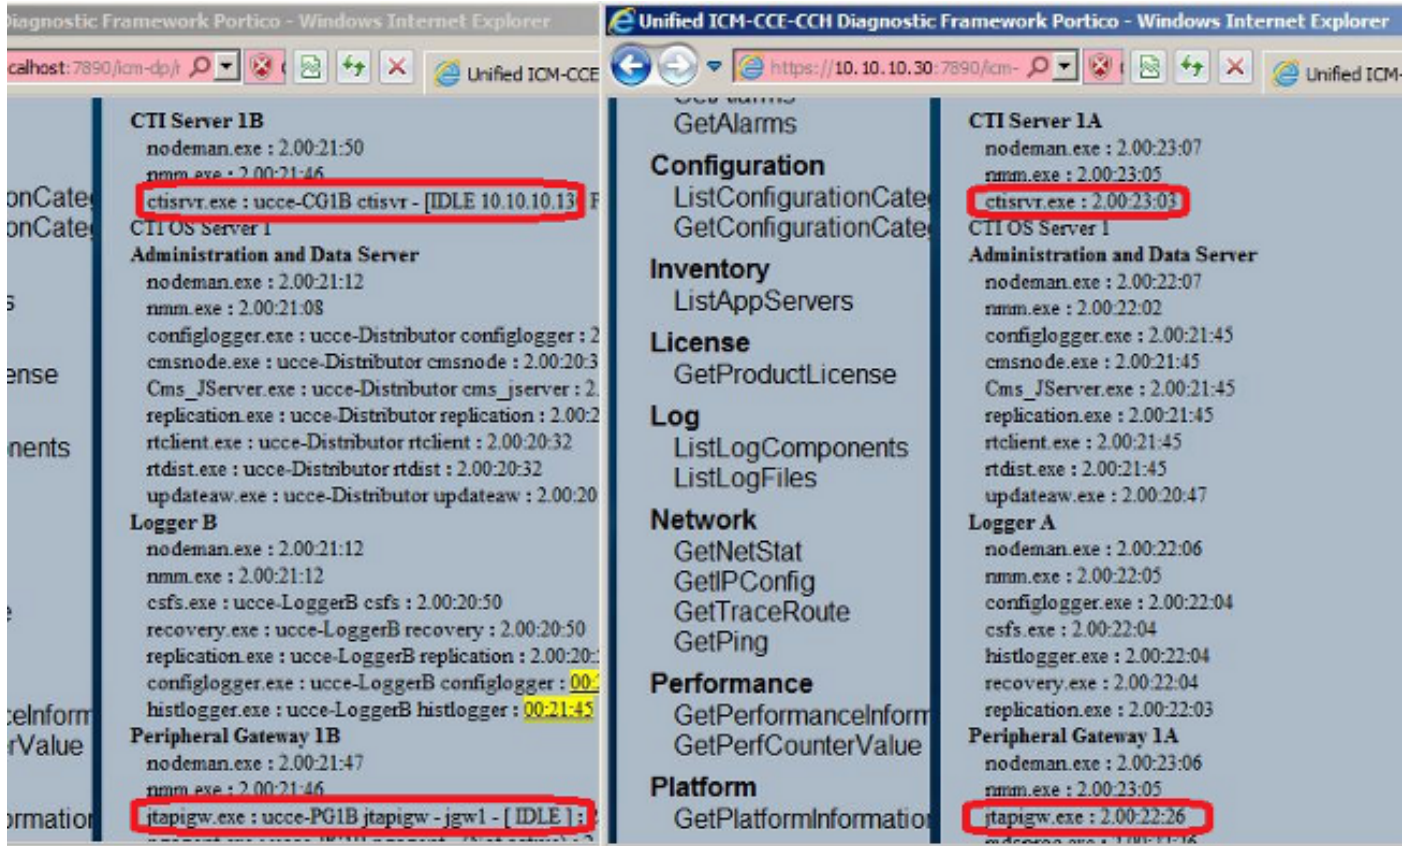 Diagnostic Framework Portico - Windows Internet Explorer
calhost:7890/icm-dp/r
Unified ICM-CCE
onCateg
onCateg
ense
nents
ceInform
rValue
ormation
CTI Server 1B
nodeman.exe : 2.00:21:50
nmm.exe : 2.00:21:46
ctisrvr.exe : ucce-CG1B ctisvr - [IDLE 10.10.10.13
CTI OS Server 1
Administration and Data Server
nodeman.exe : 2.00:21:12
nmm.exe : 2.00:21:08
configlogger.exe : ucce-Distributor configlogger : 2
cmsnode.exe : ucce-Distributor cmsnode : 2.00:20:3
Cms_JServer.exe : ucce-Distributor cms_jserver : 2.
replication.exe : ucce-Distributor replication : 2.00:2
rtclient.exe : ucce-Distributor rtclient : 2.00:20:32
rtdist.exe : ucce-Distributor rtdist : 2.00:20:32
updateaw.exe : ucce-Distributor updateaw : 2.00:20
Logger B
nodeman.exe : 2.00:21:12
nmm.exe : 2.00:21:12
csfs.exe : ucce-LoggerB csfs : 2.00:20:50
recovery.exe : ucce-LoggerB recovery : 2.00:20:50
replication.exe : ucce-LoggerB replication : 2.00:20:
configlogger.exe : ucce-LoggerB configlogger : 00:
histlogger.exe : ucce-LoggerB histlogger : 00:21:45
Peripheral Gateway 1B
nodeman.exe : 2.00:21:47
nmm.exe : 2.00:21:46
jtapigw.exe : ucce-PG1B jtapigw - jgw1 - [ IDLE ] :
Unified ICM-CCE-CCH Diagnostic Framework Portico - Windows Internet Explorer
https://10.10.10.30:7890/icm-
Unified ICM-
GetAlarms
Configuration
ListConfigurationCateg
GetConfigurationCateg
Inventory
ListAppServers
License
GetProductLicense
Log
ListLogComponents
ListLogFiles
Network
GetNetStat
GetIPConfig
GetTraceRoute
GetPing
Performance
GetPerformanceInform
GetPerfCounterValue
Platform
GetPlatformInformation
CTI Server 1A
nodeman.exe : 2.00:23:07
nmm.exe : 2.00:23:05
ctisrvr.exe : 2.00:23:03
CTI OS Server 1
Administration and Data Server
nodeman.exe : 2.00:22:07
nmm.exe : 2.00:22:02
configlogger.exe : 2.00:21:45
cmsnode.exe : 2.00:21:45
Cms_JServer.exe : 2.00:21:45
replication.exe : 2.00:21:45
rtclient.exe : 2.00:21:45
rtdist.exe : 2.00:21:45
updateaw.exe : 2.00:20:47
Logger A
nodeman.exe : 2.00:22:06
nmm.exe : 2.00:22:05
configlogger.exe : 2.00:22:04
csfs.exe : 2.00:22:04
histlogger.exe : 2.00:22:04
recovery.exe : 2.00:22:04
replication.exe : 2.00:22:03
Peripheral Gateway 1A
nodeman.exe : 2.00:23:06
nmm.exe : 2.00:23:05
jtapigw.exe : 2.00:22:26